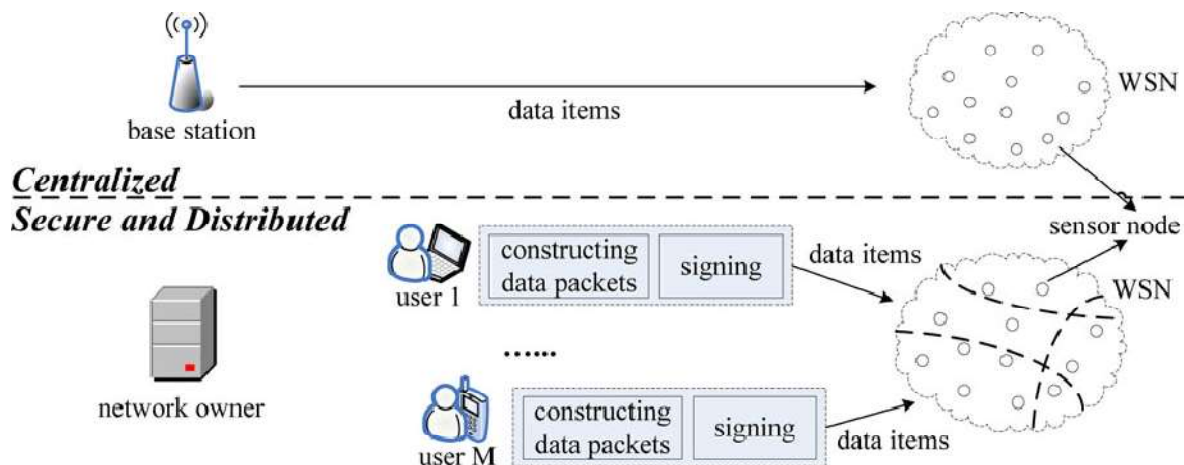 WSN
data items
base station
Centralized
Secure and Distributed
sensor node
constructing
data packets
signing
data items
user 1
WSN
......
network owner
constructing
data packets
signing
data items
user M